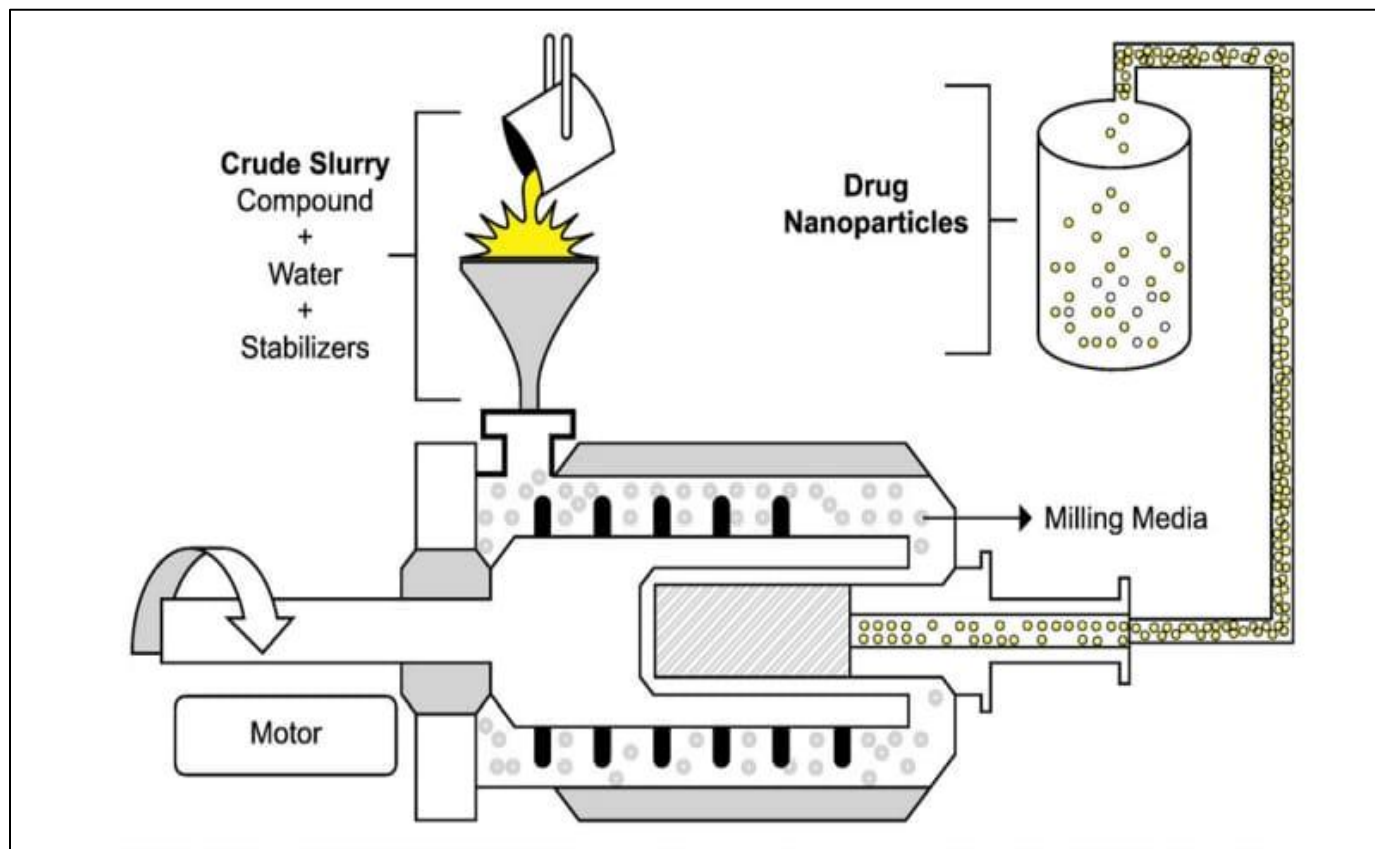 Crude Slurry
Compound
+
Water
+
Stabilizers
Drug
Nanoparticles
Milling Media
Motor